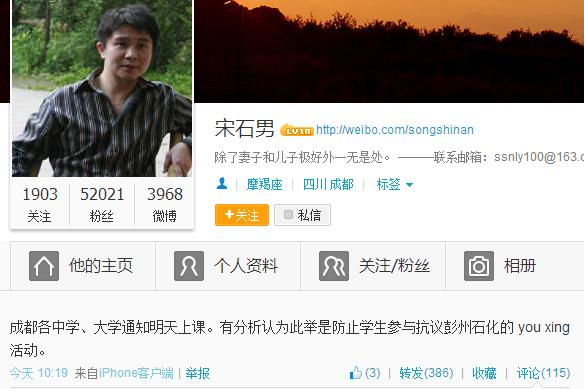 宋石男 LV10 http://weibo.com/songshinan
除了妻子和儿子极好外一无是处。 ———联系邮箱：ssnly100@163.c
摩羯座 | 四川 成都 | 标签
1903 52021 3968
关注 粉丝 微博
+关注 私信
他的主页 个人资料 关注/粉丝 相册
成都各中学、大学通知明天上课。有分析认为此举是防止学生参与抗议彭州石化的 you xing
活动。
今天 10:19 来自iPhone客户端 | 举报 (3) | 转发(386) | 收藏 | 评论(115)